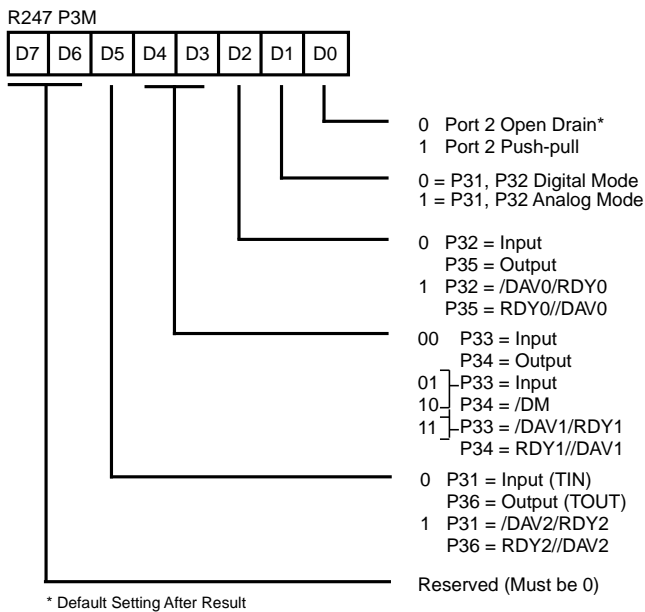 R247 P3M
D7 D6 D5 D4 D3 D2 D1 D0
0 Port 2 Open Drain*
1 Port 2 Push-pull
0 = P31, P32 Digital Mode
1 = P31, P32 Analog Mode
0 P32 = Input
P35 = Output
1 P32 = /DAV0/RDY0
P35 = RDY0//DAV0
00 P33 = Input
P34 = Output
01 P33 = Input
10 P34 = /DM
11 P33 = /DAV1/RDY1
P34 = RDY1//DAV1
0 P31 = Input (TIN)
P36 = Output (TOUT)
1 P31 = /DAV2/RDY2
P36 = RDY2//DAV2
Reserved (Must be 0)
* Default Setting After Result